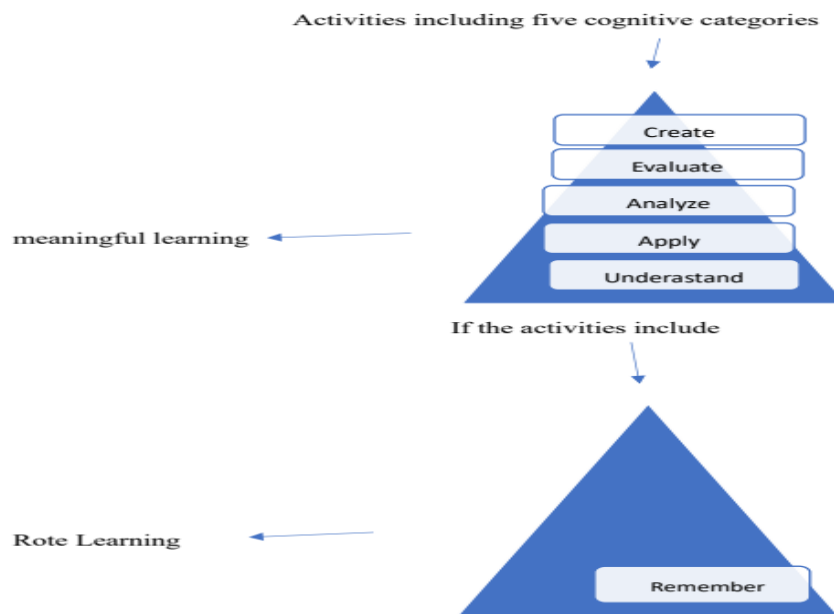 Activities including five cognitive categories
Create
Evaluate
Analyze
meaningful learning
Apply
Underastand
If the activities include
Rote Learning
Remember